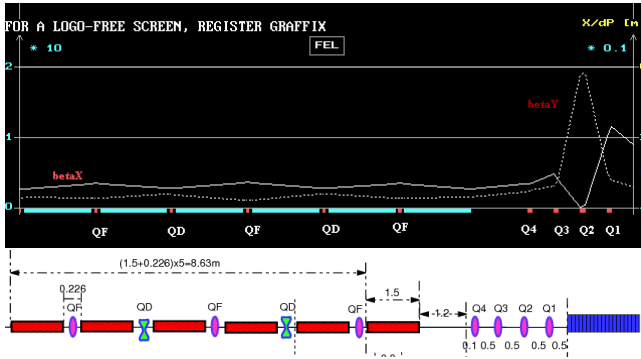 FOR A LOGO-FREE SCREEN, REGISTER GRAFFIX
X/dP [m
* 10
FEL
* 0.1
2
betaY
1
betaX
0
QF QD QF QD QF Q4 Q3 Q2 Q1
(1.5+0.226)x5=8.63m
0.226
1.5
QF QD QF QD QF 1.2 Q4 Q3 Q2 Q1
0.1 0.5 0.5 0.5 0.5